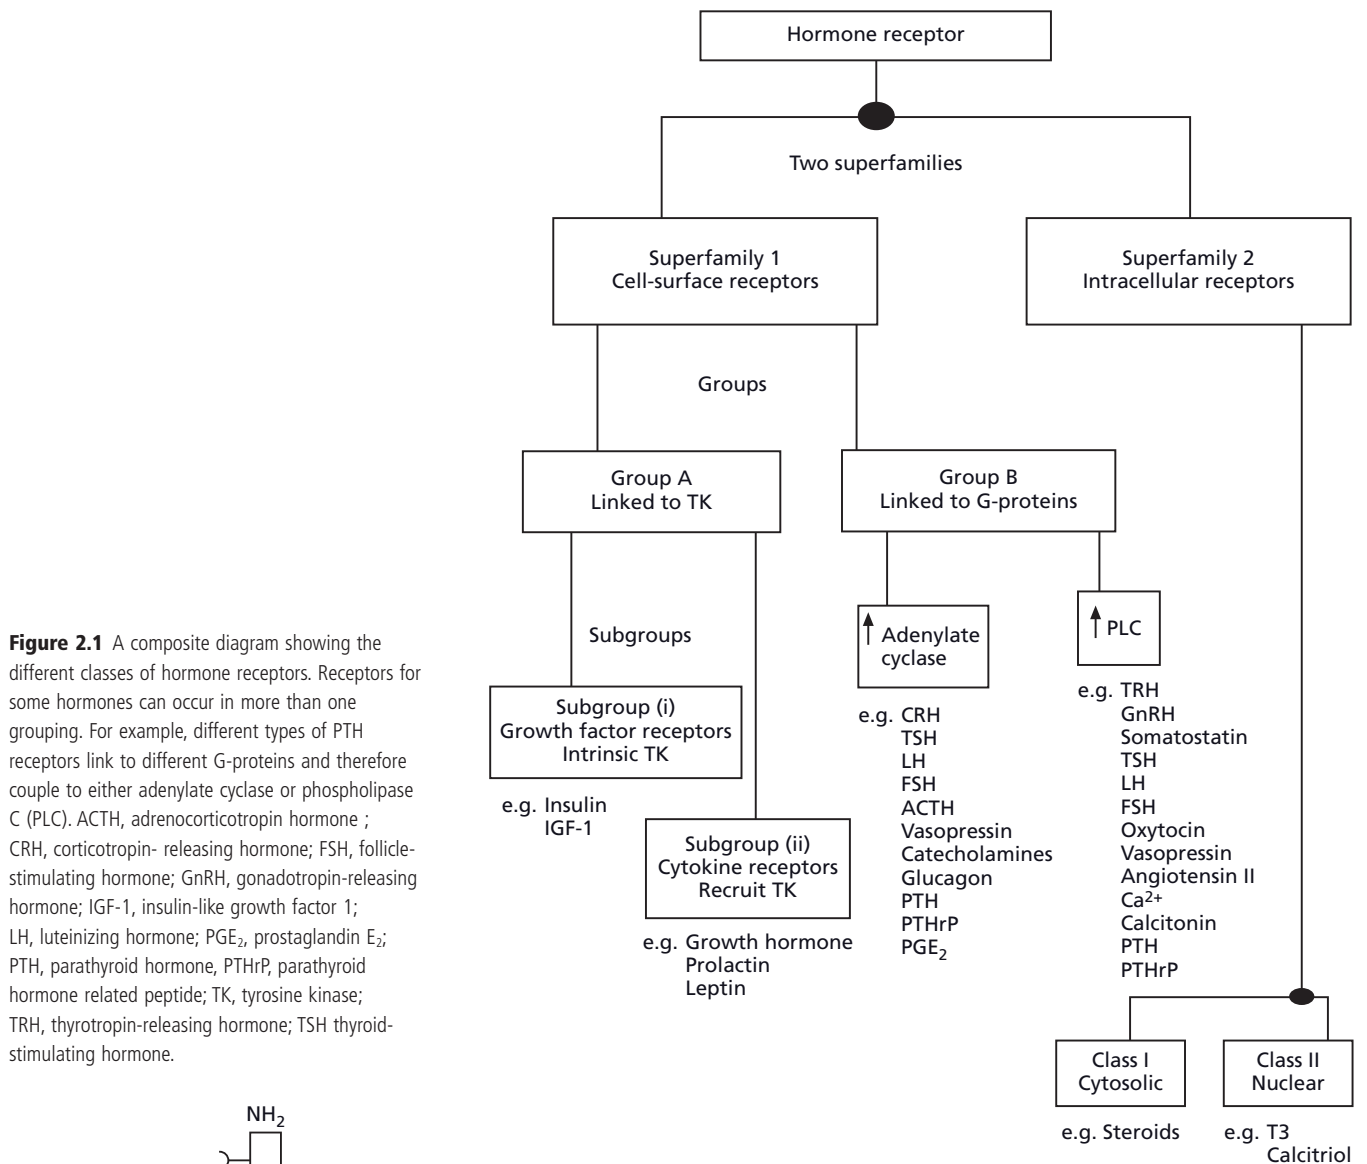 Hormone receptor
Two superfamilies
Superfamily 1
Cell-surface receptors
Superfamily 2
Intracellular receptors
Groups
Group A
Linked to TK
Group B
Linked to G-proteins
Subgroups
Adenylate
cyclase
PLC
Subgroup (i)
Growth factor receptors
Intrinsic TK
e.g. Insulin
IGF-1
Subgroup (ii)
Cytokine receptors
Recruit TK
e.g. Growth hormone
Prolactin
Leptin
e.g. CRH
TSH
LH
FSH
ACTH
Vasopressin
Catecholamines
Glucagon
PTH
PTHrP
PGE₂
e.g. TRH
GnRH
Somatostatin
TSH
LH
FSH
Oxytocin
Vasopressin
Angiotensin II
Ca²⁺
Calcitonin
PTH
PTHrP
Class I
Cytosolic
e.g. Steroids
Class II
Nuclear
e.g. T3
Calcitriol
Figure 2.1 A composite diagram showing the
different classes of hormone receptors. Receptors for
some hormones can occur in more than one
grouping. For example, different types of PTH
receptors link to different G-proteins and therefore
couple to either adenylate cyclase or phospholipase
C (PLC). ACTH, adrenocorticotropin hormone ;
CRH, corticotropin- releasing hormone; FSH, follicle-
stimulating hormone; GnRH, gonadotropin-releasing
hormone; IGF-1, insulin-like growth factor 1;
LH, luteinizing hormone; PGE₂, prostaglandin E₂;
PTH, parathyroid hormone, PTHrP, parathyroid
hormone related peptide; TK, tyrosine kinase;
TRH, thyrotropin-releasing hormone; TSH thyroid-
stimulating hormone.
NH₂